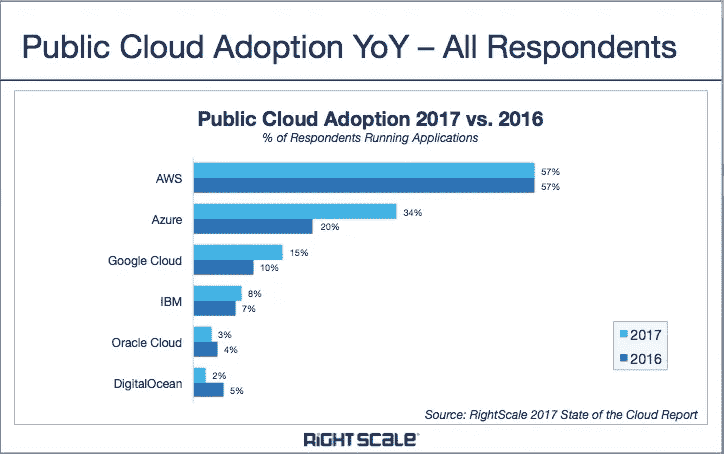 Public Cloud Adoption YoY – All Respondents
Public Cloud Adoption 2017 vs. 2016
% of Respondents Running Applications
AWS
57%
57%
Azure
34%
20%
Google Cloud
15%
10%
IBM
8%
7%
Oracle Cloud
3%
4%
DigitalOcean
2%
5%
2017
2016
Source: RightScale 2017 State of the Cloud Report
RIGHTSCALE